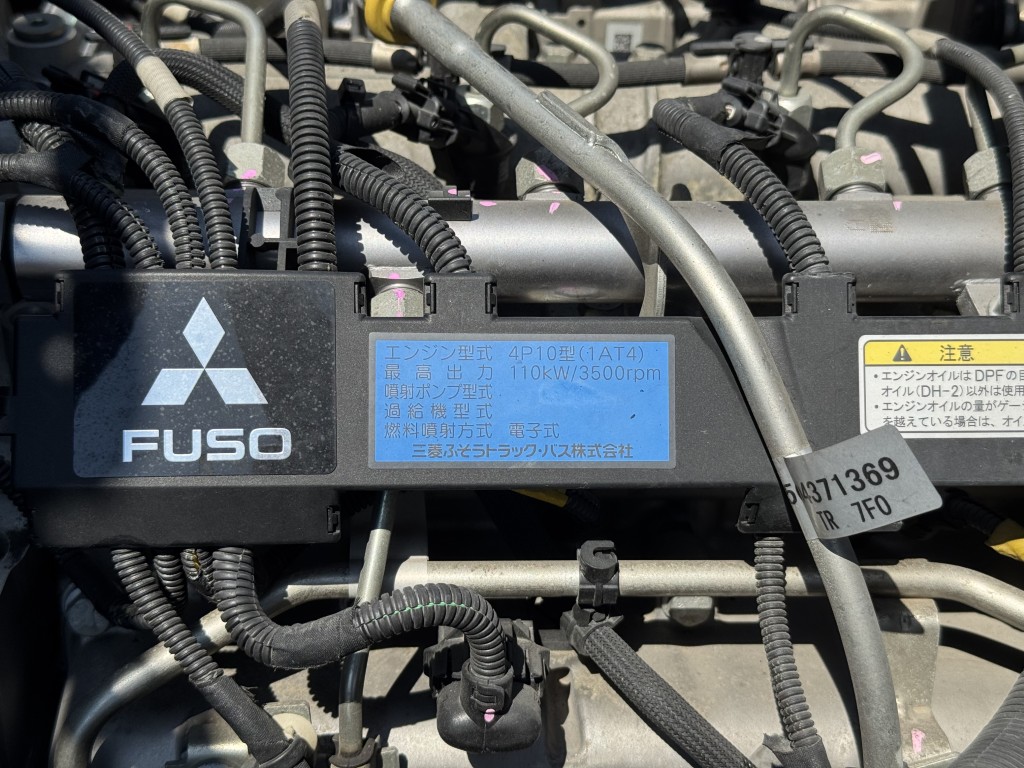 FUSO
エンジン型式 4P10型(1AT4)
最高出力 110kW/3500rpm
噴射ポンプ型式
過給機型式
燃料噴射方式 電子式
三菱ふそうトラック・バス株式会社
注意
・エンジンオイルはDPFの
オイル(DH-2)以外は使用
・エンジンオイルの量がゲー
を越えている場合は、オイ
4371369
TR 7F0